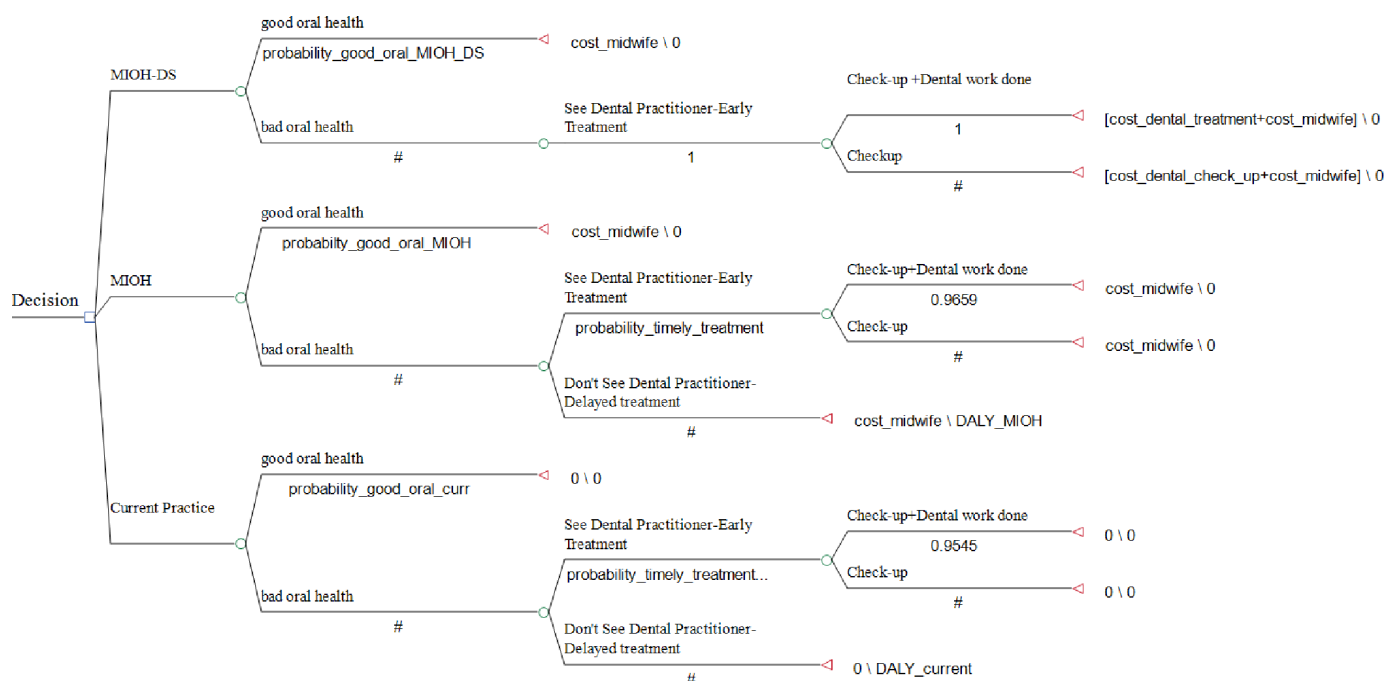 good oral health
probability_good_oral_MIOH_DS
cost_midwife \ 0
MIOH-DS
Check-up +Dental work done
1
[cost_dental_treatment+cost_midwife] \ 0
bad oral health
#
See Dental Practitioner-Early
Treatment
1
Checkup
#
[cost_dental_check_up+cost_midwife] \ 0
good oral health
probabilty_good_oral_MIOH
cost_midwife \ 0
Decision
MIOH
See Dental Practitioner-Early
Treatment
probability_timely_treatment
Check-up+Dental work done
0.9659
cost_midwife \ 0
Check-up
#
cost_midwife \ 0
bad oral health
#
Don't See Dental Practitioner-
Delayed treatment
#
cost_midwife \ DALY_MIOH
good oral health
probability_good_oral_curr
0 \ 0
Current Practice
See Dental Practitioner-Early
Treatment
probability_timely_treatment...
Check-up+Dental work done
0.9545
0 \ 0
Check-up
#
0 \ 0
bad oral health
#
Don't See Dental Practitioner-
Delayed treatment
#
0 \ DALY_current